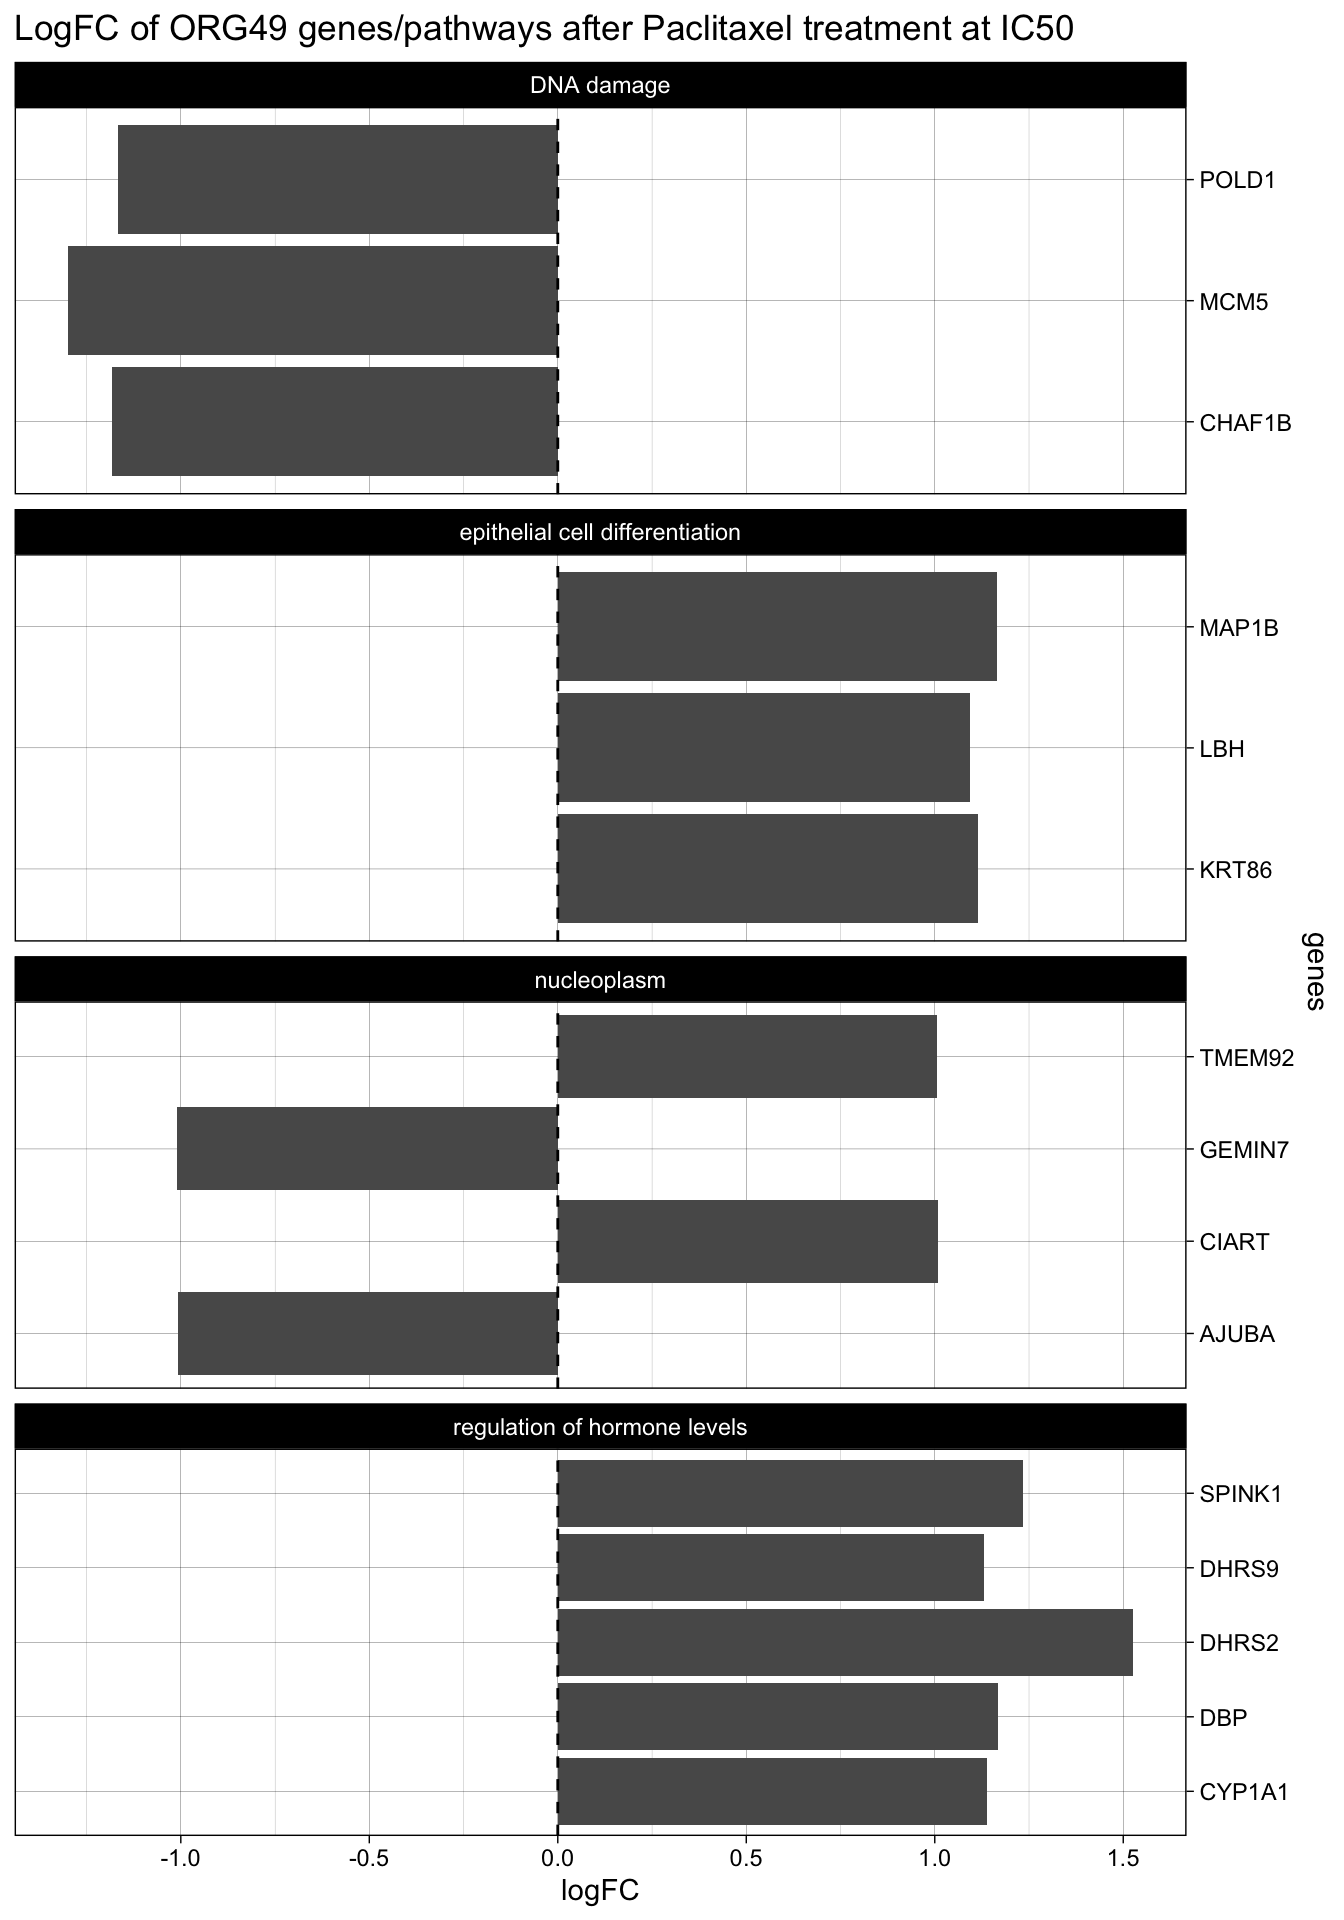 LogFC of ORG49 genes/pathways after Paclitaxel treatment at IC50
DNA damage
POLD1
MCM5
CHAF1B
epithelial cell differentiation
MAP1B
LBH
KRT86
genes
nucleoplasm
TMEM92
GEMIN7
CIART
AJUBA
regulation of hormone levels
SPINK1
DHRS9
DHRS2
DBP
CYP1A1
-1.0 -0.5 0.0 0.5 1.0 1.5
logFC